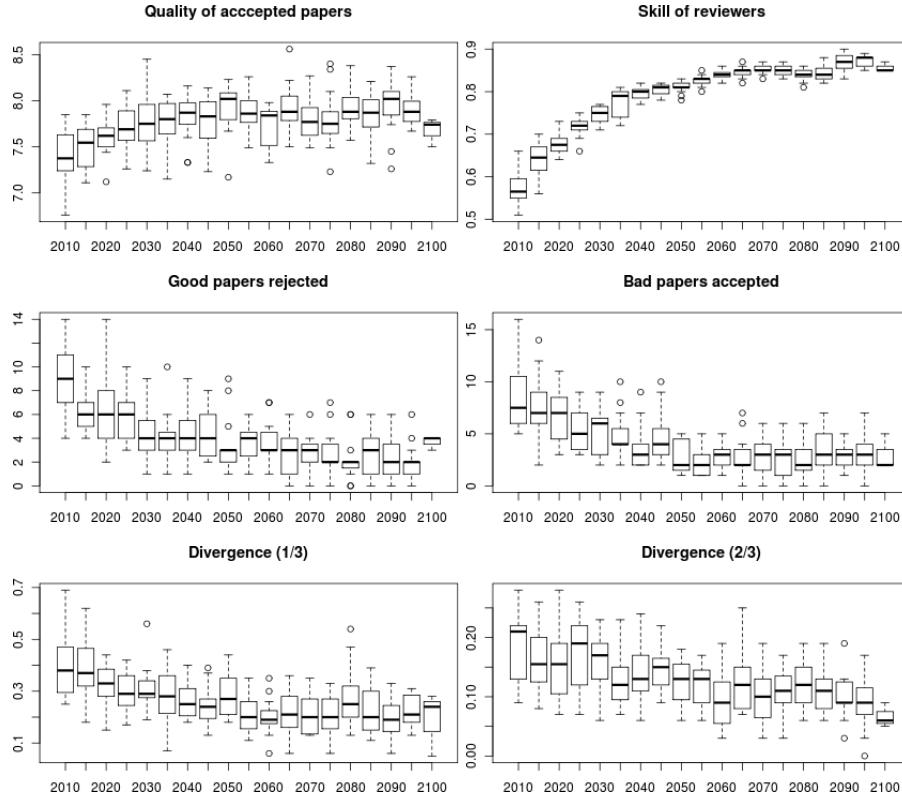 Quality of acccepted papers
7.0 7.5 8.0 8.5
2010 2020 2030 2040 2050 2060 2070 2080 2090 2100
Skill of reviewers
0.5 0.6 0.7 0.8 0.9
2010 2020 2030 2040 2050 2060 2070 2080 2090 2100
Good papers rejected
0 2 4 6 8 10 12 14
2010 2020 2030 2040 2050 2060 2070 2080 2090 2100
Bad papers accepted
0 5 10 15
2010 2020 2030 2040 2050 2060 2070 2080 2090 2100
Divergence (1/3)
0.1 0.3 0.5 0.7
2010 2020 2030 2040 2050 2060 2070 2080 2090 2100
Divergence (2/3)
0.00 0.10 0.20
2010 2020 2030 2040 2050 2060 2070 2080 2090 2100